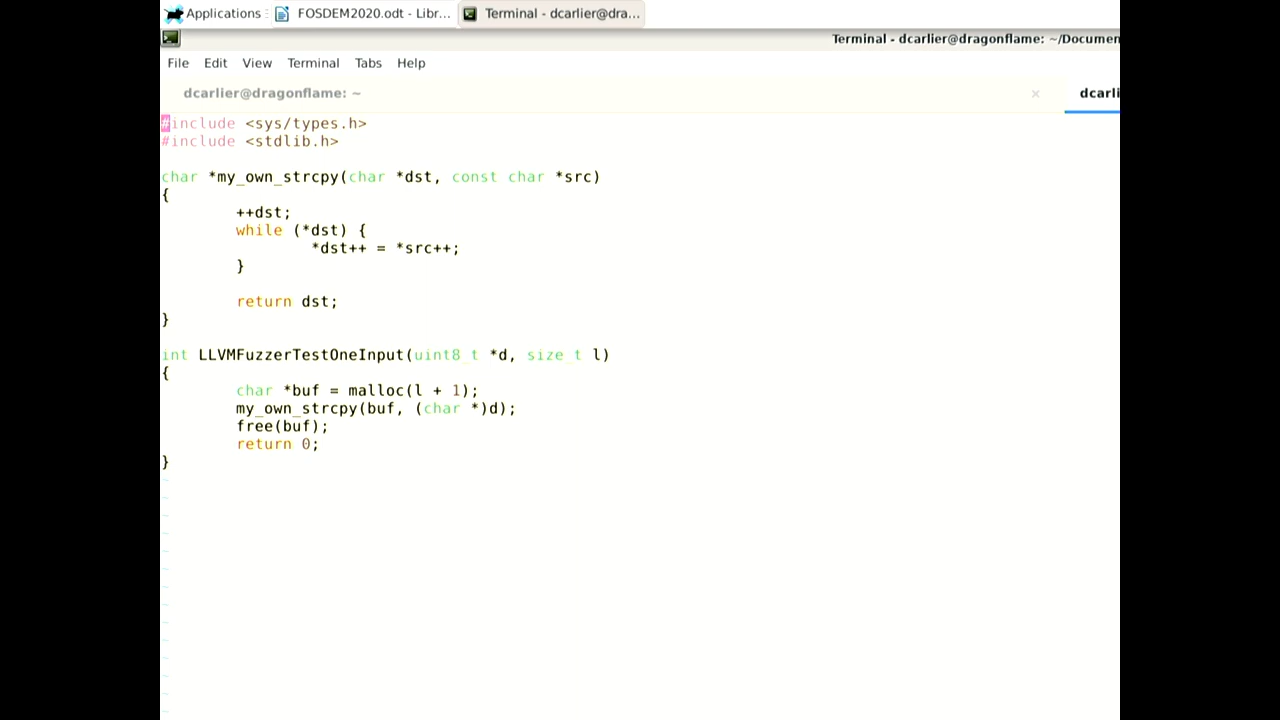 Applications FOSDEM2020.odt - Libr... Terminal - dcarlier@dra...
Terminal - dcarlier@dragonflame: ~/Documen
File Edit View Terminal Tabs Help
dcarlier@dragonflame: ~ × dcarli
#include <sys/types.h>
#include <stdlib.h>
char *my_own_strcpy(char *dst, const char *src)
{
++dst;
while (*dst) {
*dst++ = *src++;
}
return dst;
}
int LLVMFuzzerTestOneInput(uint8_t *d, size_t l)
{
char *buf = malloc(l + 1);
my_own_strcpy(buf, (char *)d);
free(buf);
return 0;
}
~
~
~
~
~
~
~
~
~
~
~
~
~
~